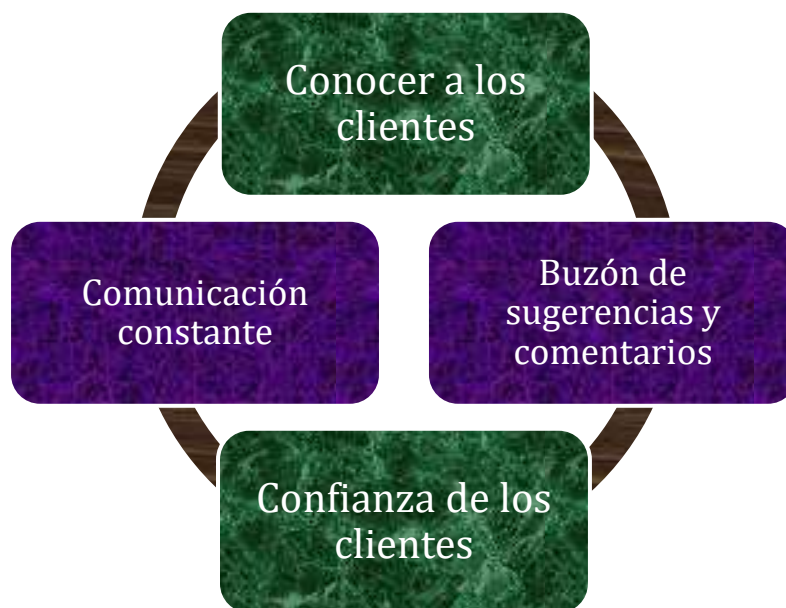 Conocer a los
clientes
Comunicación
constante
Buzón de
sugerencias y
comentarios
Confianza de los
clientes